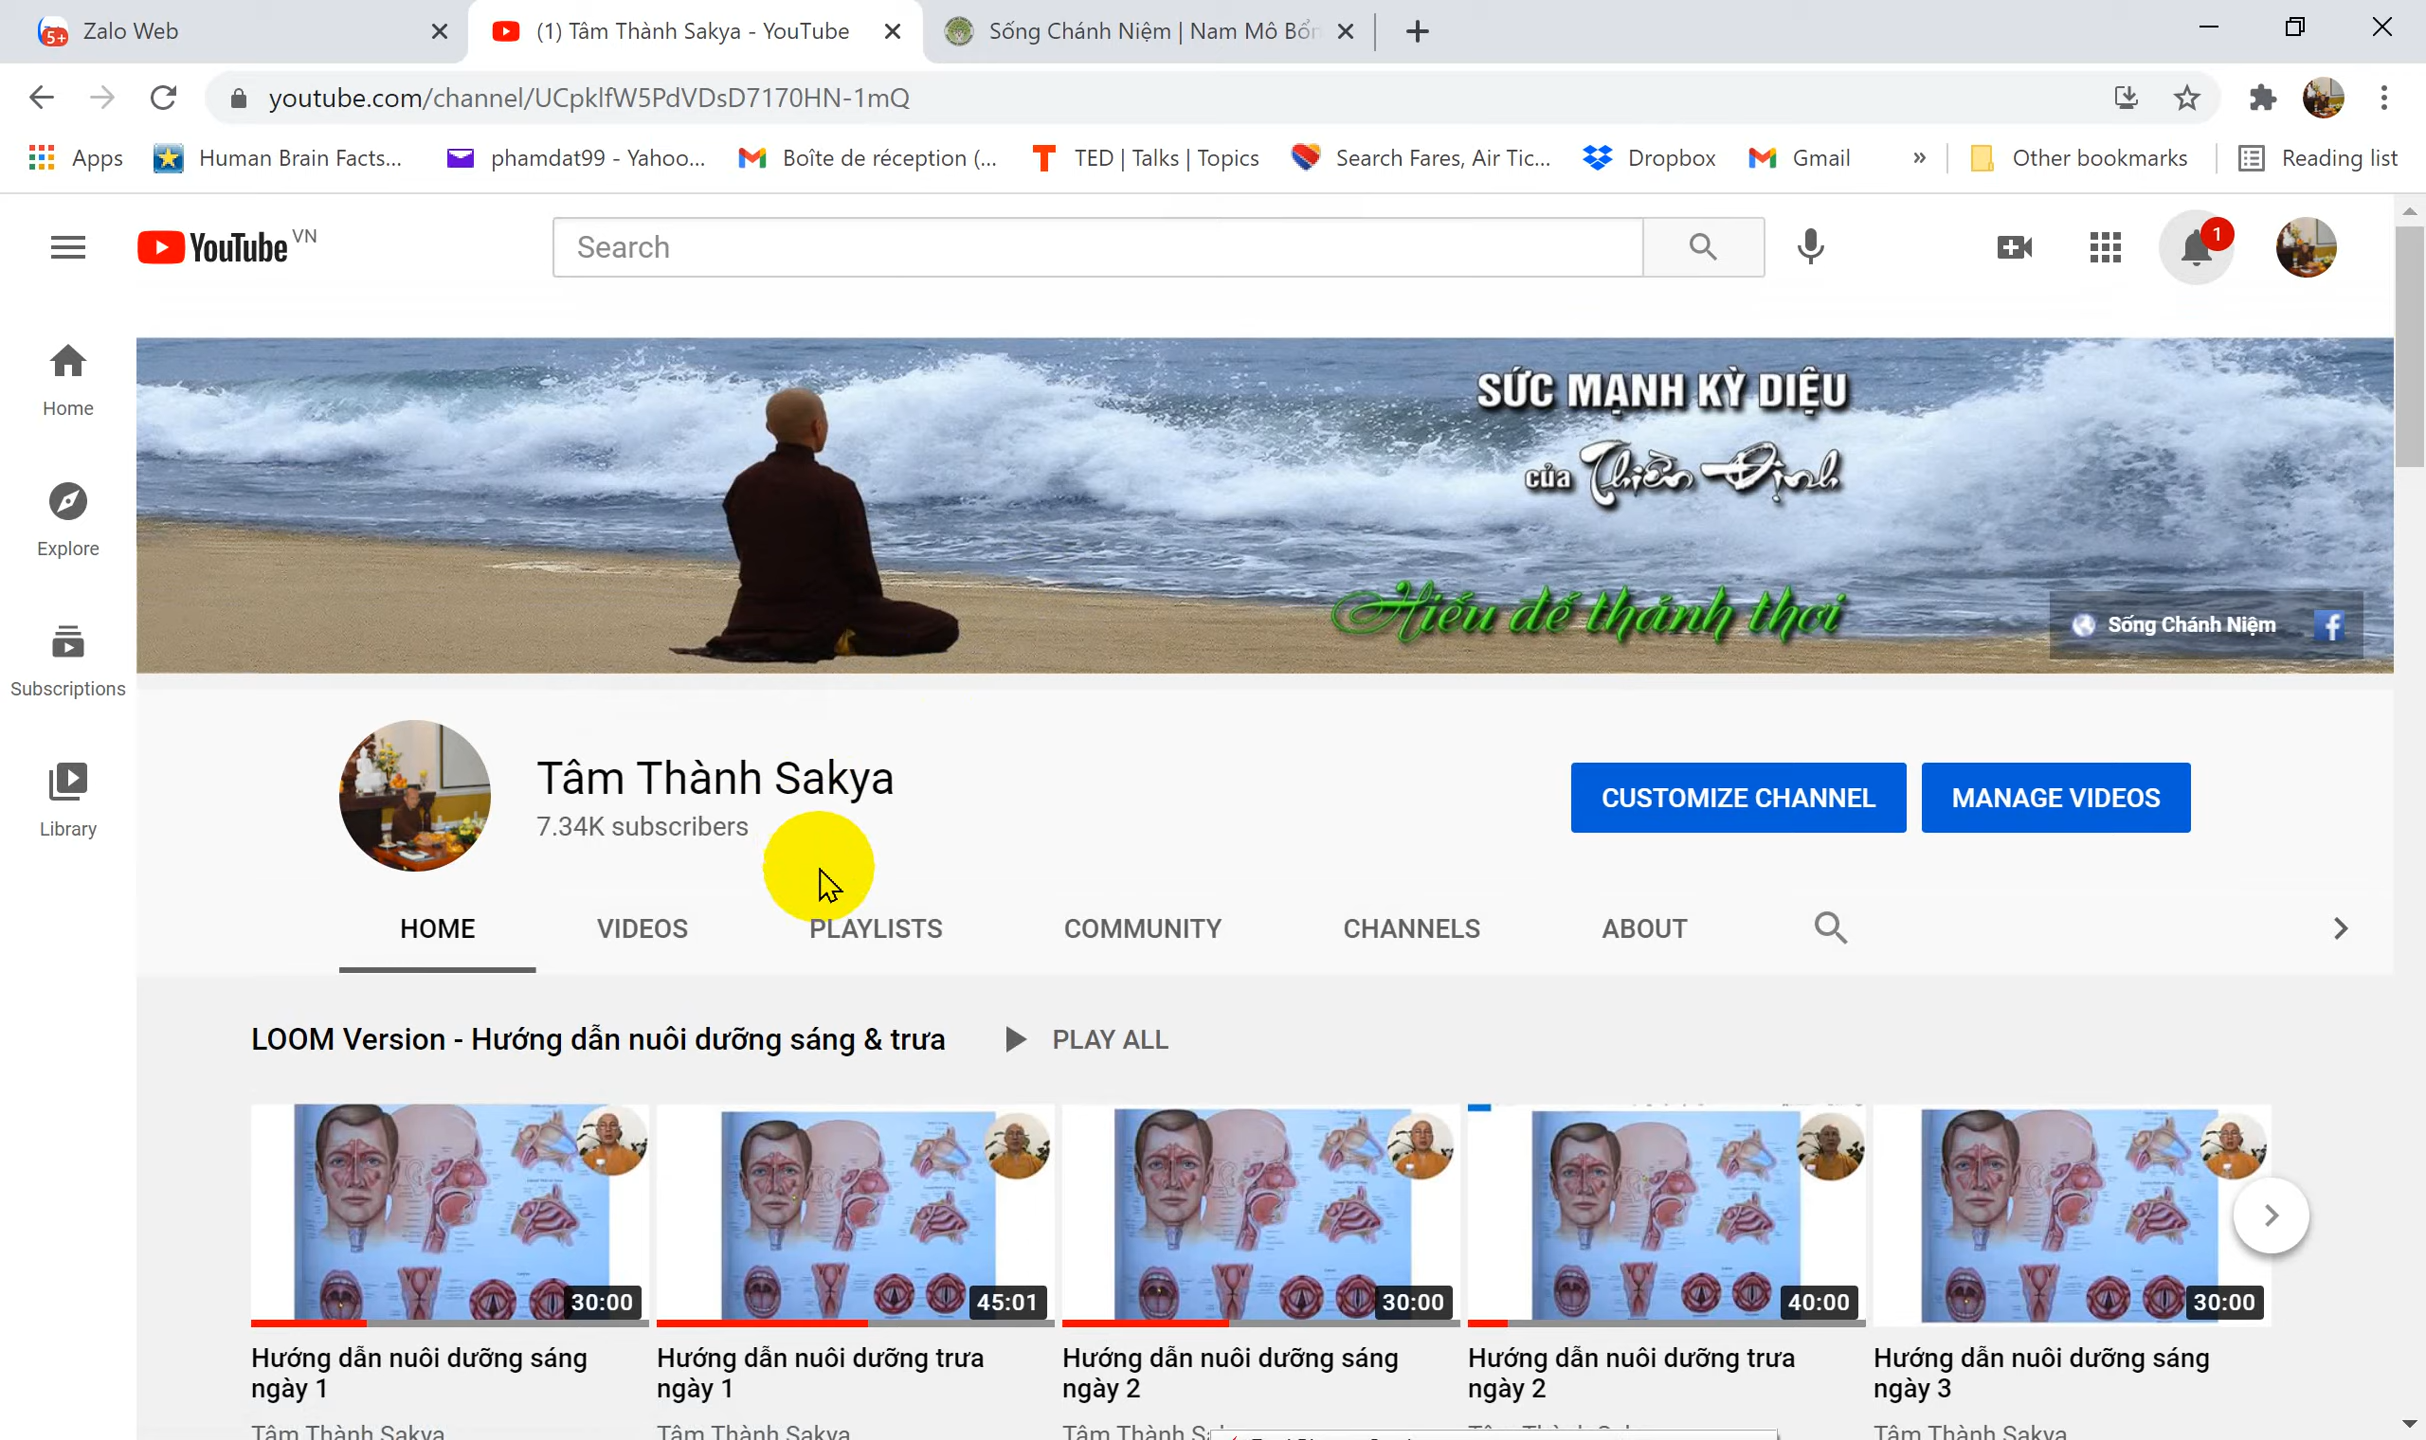 5+ Zalo Web
(1) Tâm Thành Sakya - YouTube
Sống Chánh Niệm | Nam Mô Bổn
youtube.com/channel/UCpklfW5PdVDsD7170HN-1mQ
Apps
Human Brain Facts...
phamdat99 - Yahoo...
Boîte de réception (...
TED | Talks | Topics
Search Fares, Air Tic...
Dropbox
Gmail
»
Other bookmarks
Reading list
YouTube VN
Search
1
Home
Explore
Subscriptions
Library
SỨC MẠNH KỲ DIỆU
của Thiền Định
Hiểu để thảnh thơi
Sống Chánh Niệm
Tâm Thành Sakya
7.34K subscribers
CUSTOMIZE CHANNEL
MANAGE VIDEOS
HOME
VIDEOS
PLAYLISTS
COMMUNITY
CHANNELS
ABOUT
LOOM Version - Hướng dẫn nuôi dưỡng sáng & trưa
PLAY ALL
30:00
45:01
30:00
40:00
30:00
Hướng dẫn nuôi dưỡng sáng
ngày 1
Hướng dẫn nuôi dưỡng trưa
ngày 1
Hướng dẫn nuôi dưỡng sáng
ngày 2
Hướng dẫn nuôi dưỡng trưa
ngày 2
Hướng dẫn nuôi dưỡng sáng
ngày 3
Tâm Thành Sakya
Tâm Thành Sakya
Tâm Thành
Tâm Thành Sakya